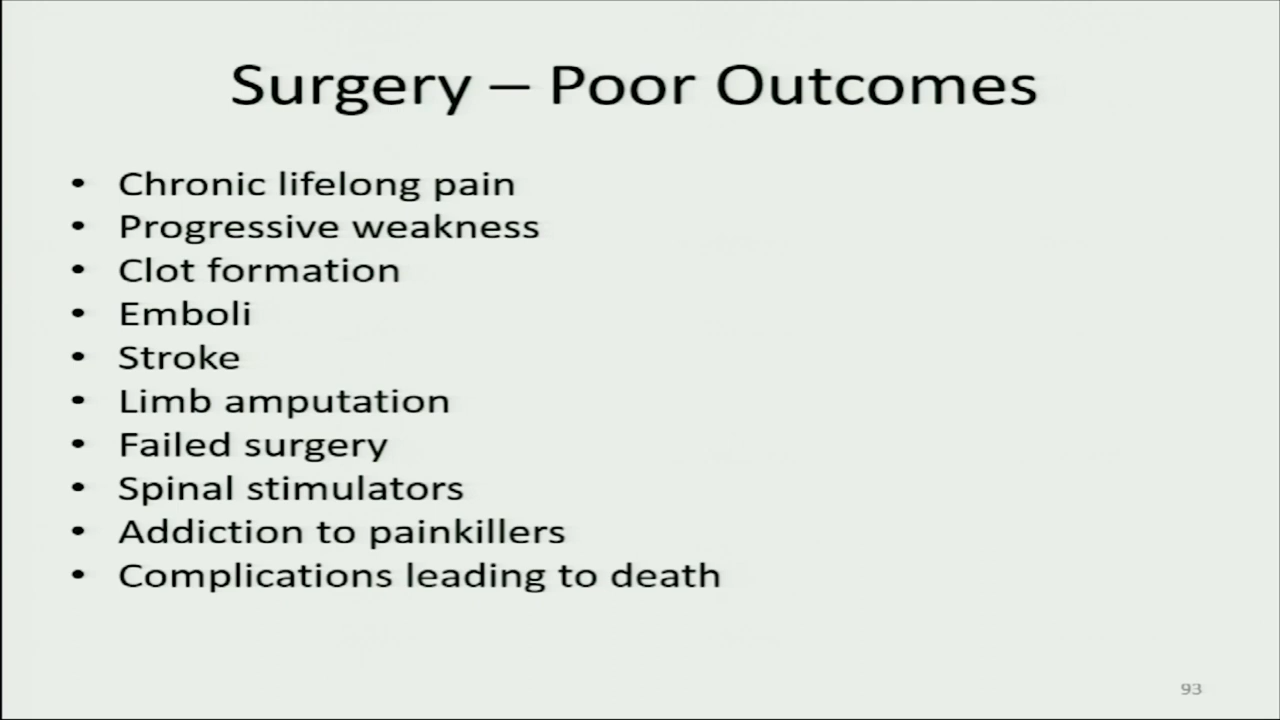 Surgery – Poor Outcomes
• Chronic lifelong pain
• Progressive weakness
• Clot formation
• Emboli
• Stroke
• Limb amputation
• Failed surgery
• Spinal stimulators
• Addiction to painkillers
• Complications leading to death
93